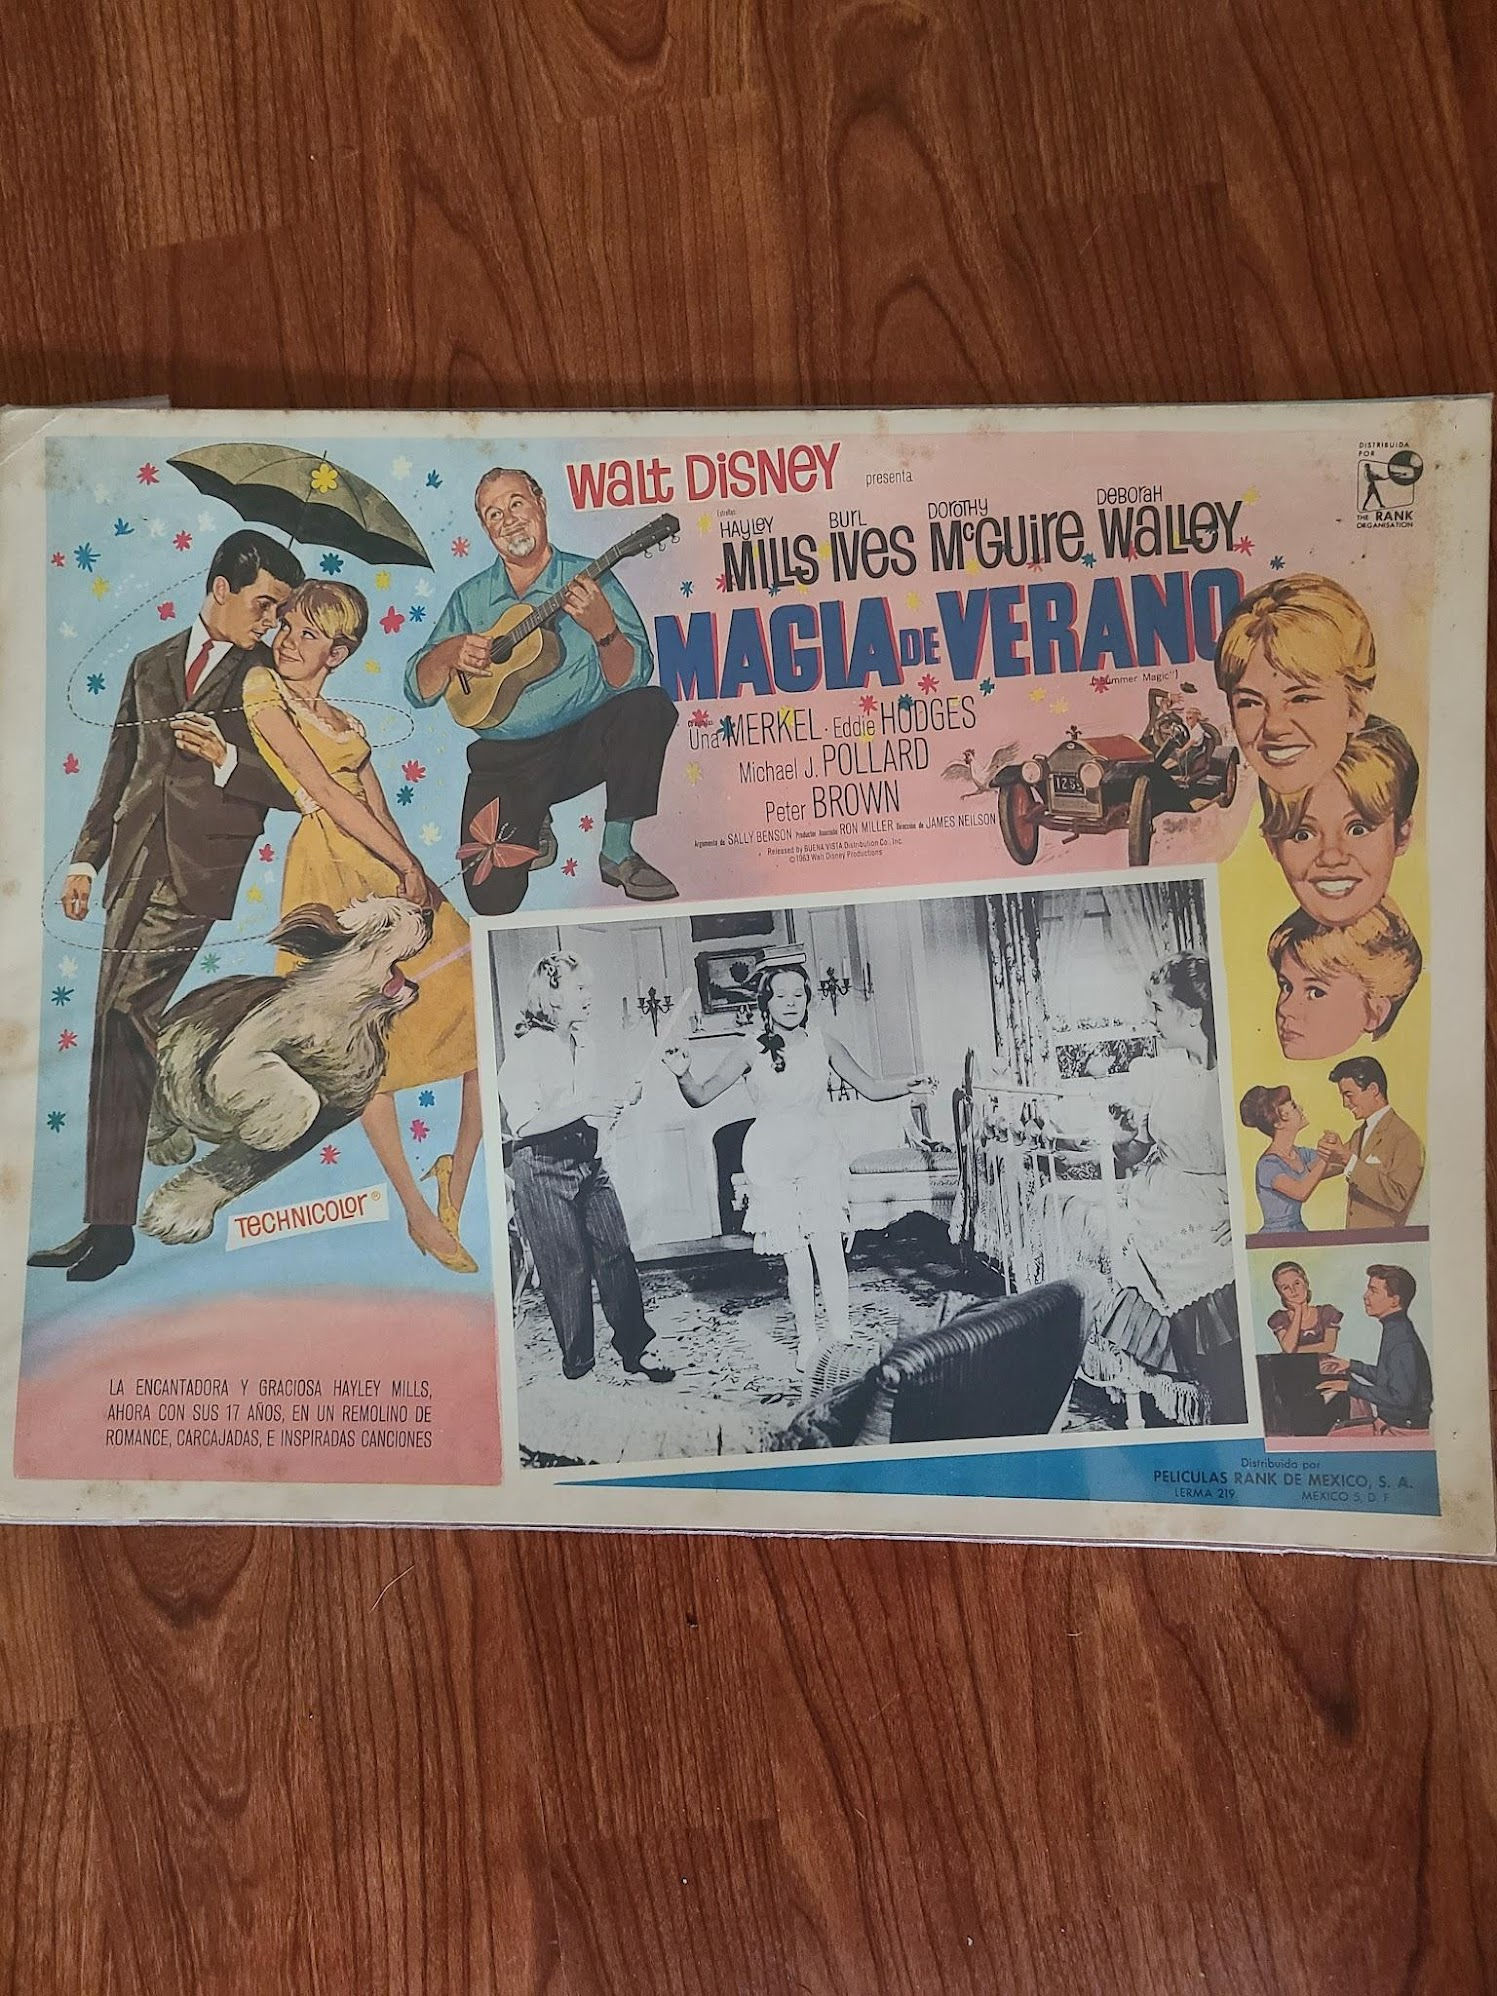 WALT DISNEY presenta
Estrellas
HAYLEY MILLS BURL IVES DOROTHY McGUIRE DEBORAH WALLEY
MAGIA DE VERANO
("Summer Magic")
Una MERKEL · Eddie HODGES
Michael J. POLLARD
Peter BROWN
Argumento de SALLY BENSON Productor Asociado RON MILLER Dirección de JAMES NEILSON
Released by BUENA VISTA Distribution Co., Inc.
© 1963 Walt Disney Productions
DISTRIBUIDA
POR
THE RANK
ORGANISATION
TECHNICOLOR®
LA ENCANTADORA Y GRACIOSA HAYLEY MILLS,
AHORA CON SUS 17 AÑOS, EN UN REMOLINO DE
ROMANCE, CARCAJADAS, E INSPIRADAS CANCIONES
Distribuida por
PELICULAS RANK DE MEXICO, S. A.
LERMA 219. MEXICO 5, D. F.